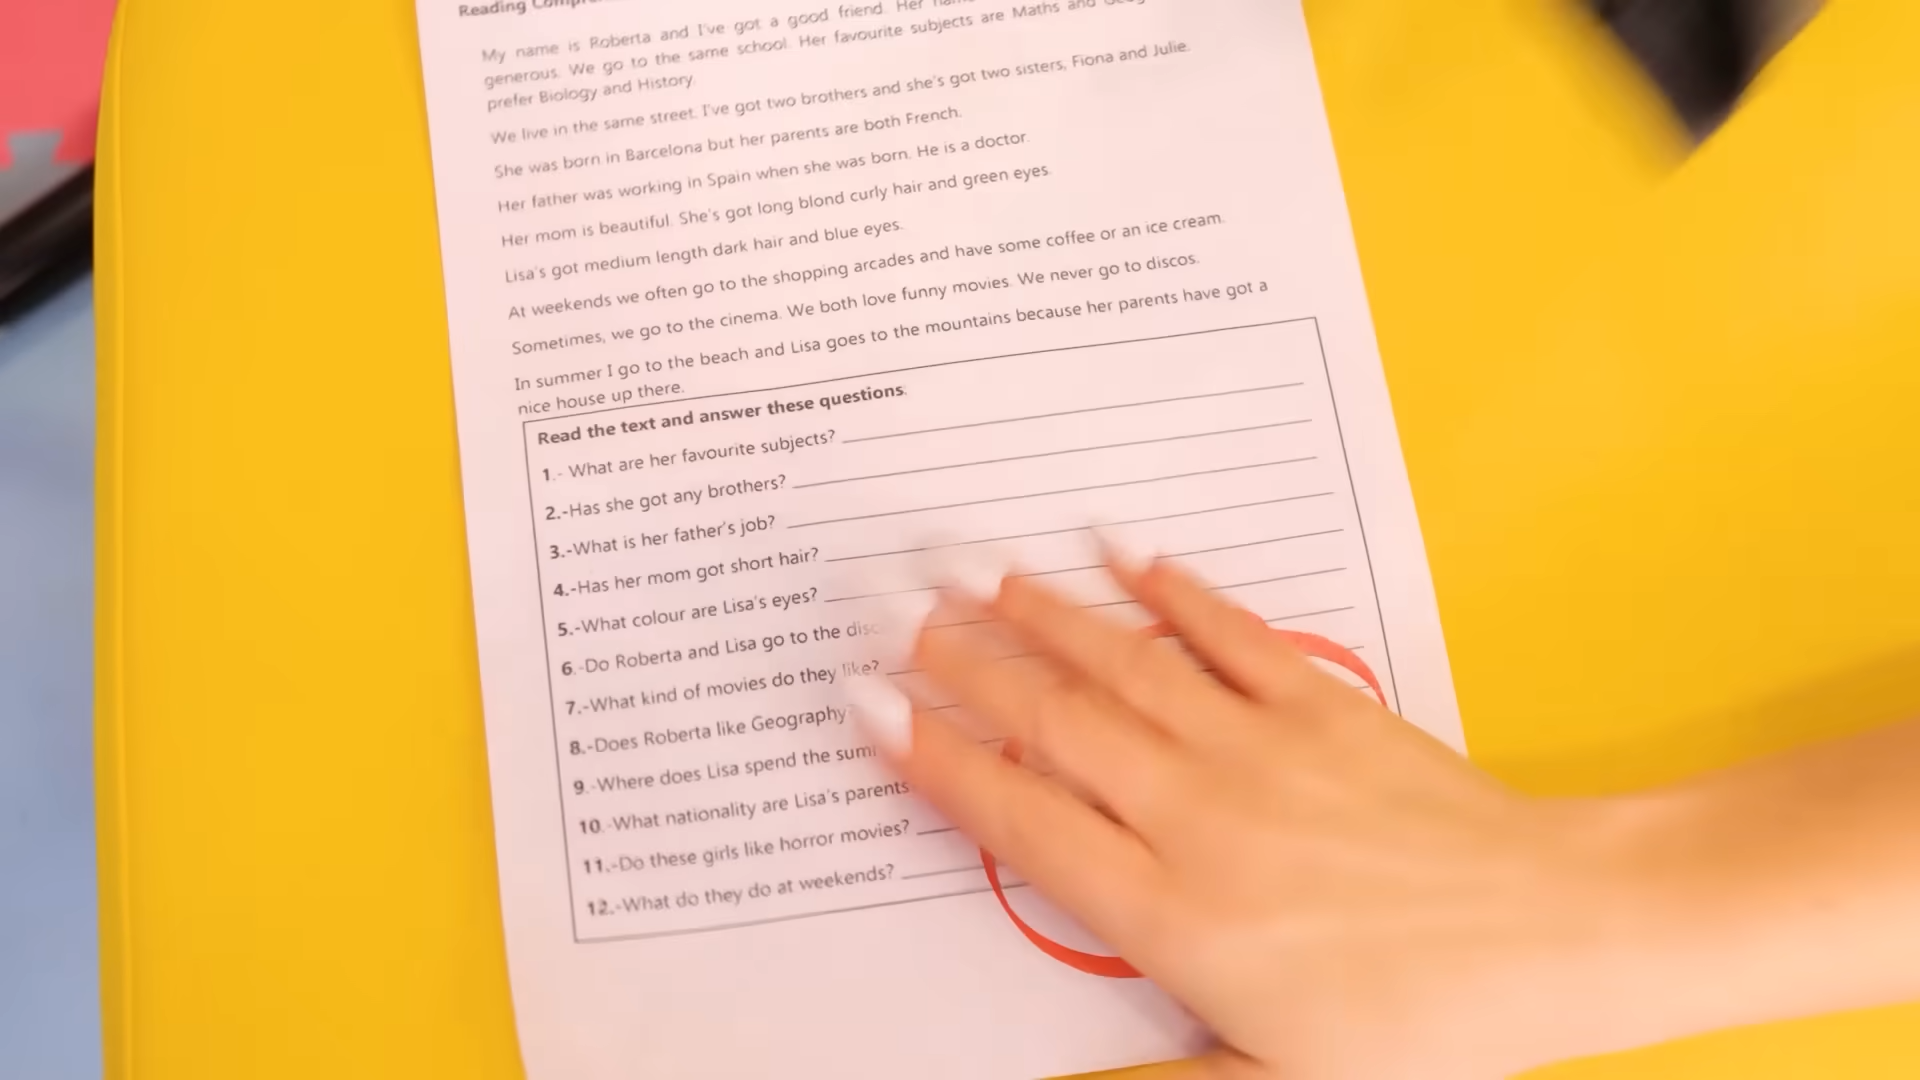 Reading
My name is Roberta and I've got a good friend. Her
generous. We go to the same school. Her favourite subjects are Maths and
prefer Biology and History.
We live in the same street. I've got two brothers and she's got two sisters, Fiona and Julie.
She was born in Barcelona but her parents are both French.
Her father was working in Spain when she was born. He is a doctor.
Her mom is beautiful. She's got long blond curly hair and green eyes.
Lisa's got medium length dark hair and blue eyes.
At weekends we often go to the shopping arcades and have some coffee or an ice cream.
Sometimes, we go to the cinema. We both love funny movies. We never go to discos.
In summer I go to the beach and Lisa goes to the mountains because her parents have got a
nice house up there.
Read the text and answer these questions:
1.- What are her favourite subjects?
2.-Has she got any brothers?
3.-What is her father's job?
4.-Has her mom got short hair?
5.-What colour are Lisa's eyes?
6.-Do Roberta and Lisa go to the
7.-What kind of movies do they like?
8.-Does Roberta like Geography?
9.-Where does Lisa spend the
10.-What nationality are Lisa's parents
11.-Do these girls like horror movies?
12.-What do they do at weekends?